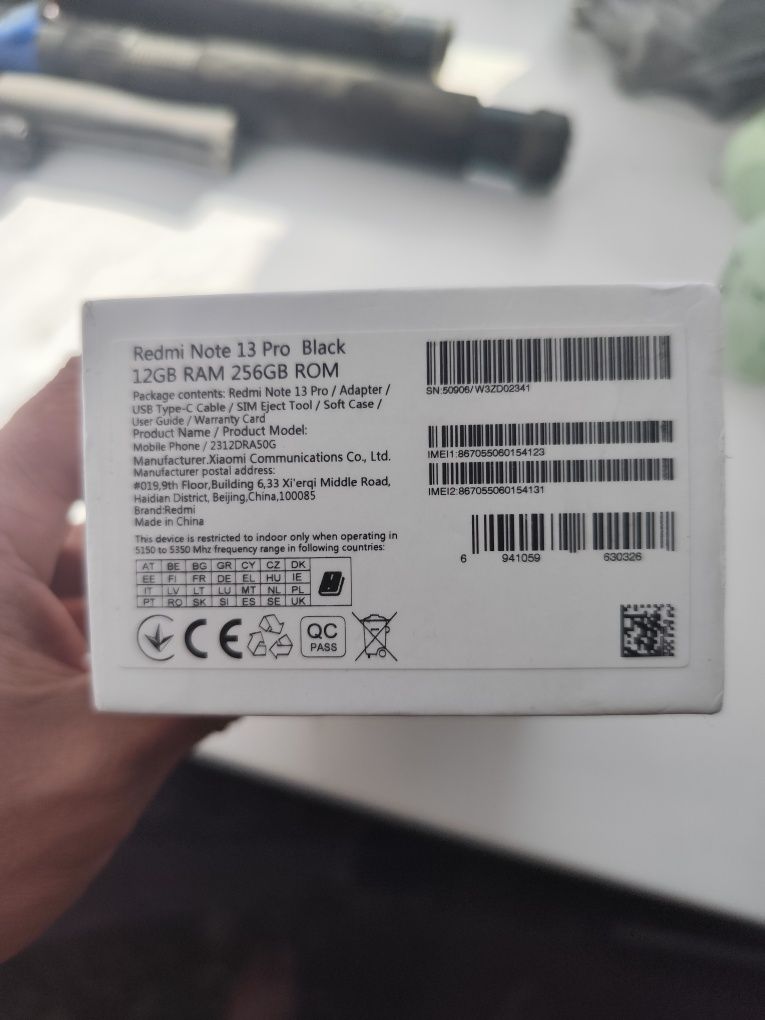 Redmi Note 13 Pro Black
12GB RAM 256GB ROM
Package contents: Redmi Note 13 Pro / Adapter /
USB Type-C Cable / SIM Eject Tool / Soft Case /
User Guide / Warranty Card
Product Name / Product Model:
Mobile Phone / 2312DRA50G
Manufacturer.Xiaomi Communications Co., Ltd.
Manufacturer postal address:
#019,9th Floor,Building 6,33 Xi'erqi Middle Road,
Haidian District, Beijing,China,100085
Brand:Redmi
Made in China
This device is restricted to indoor only when operating in
5150 to 5350 Mhz frequency range in following countries:
AT BE BG GR CY CZ DK
EE FI FR DE EL HU IE
IT LV LT LU MT NL PL
PT RO SK SI ES SE UK
CE
QC
PASS
SN:50906/W3ZD02341
IMEI1:867055060154123
IMEI2:867055060154131
6 941059 630326